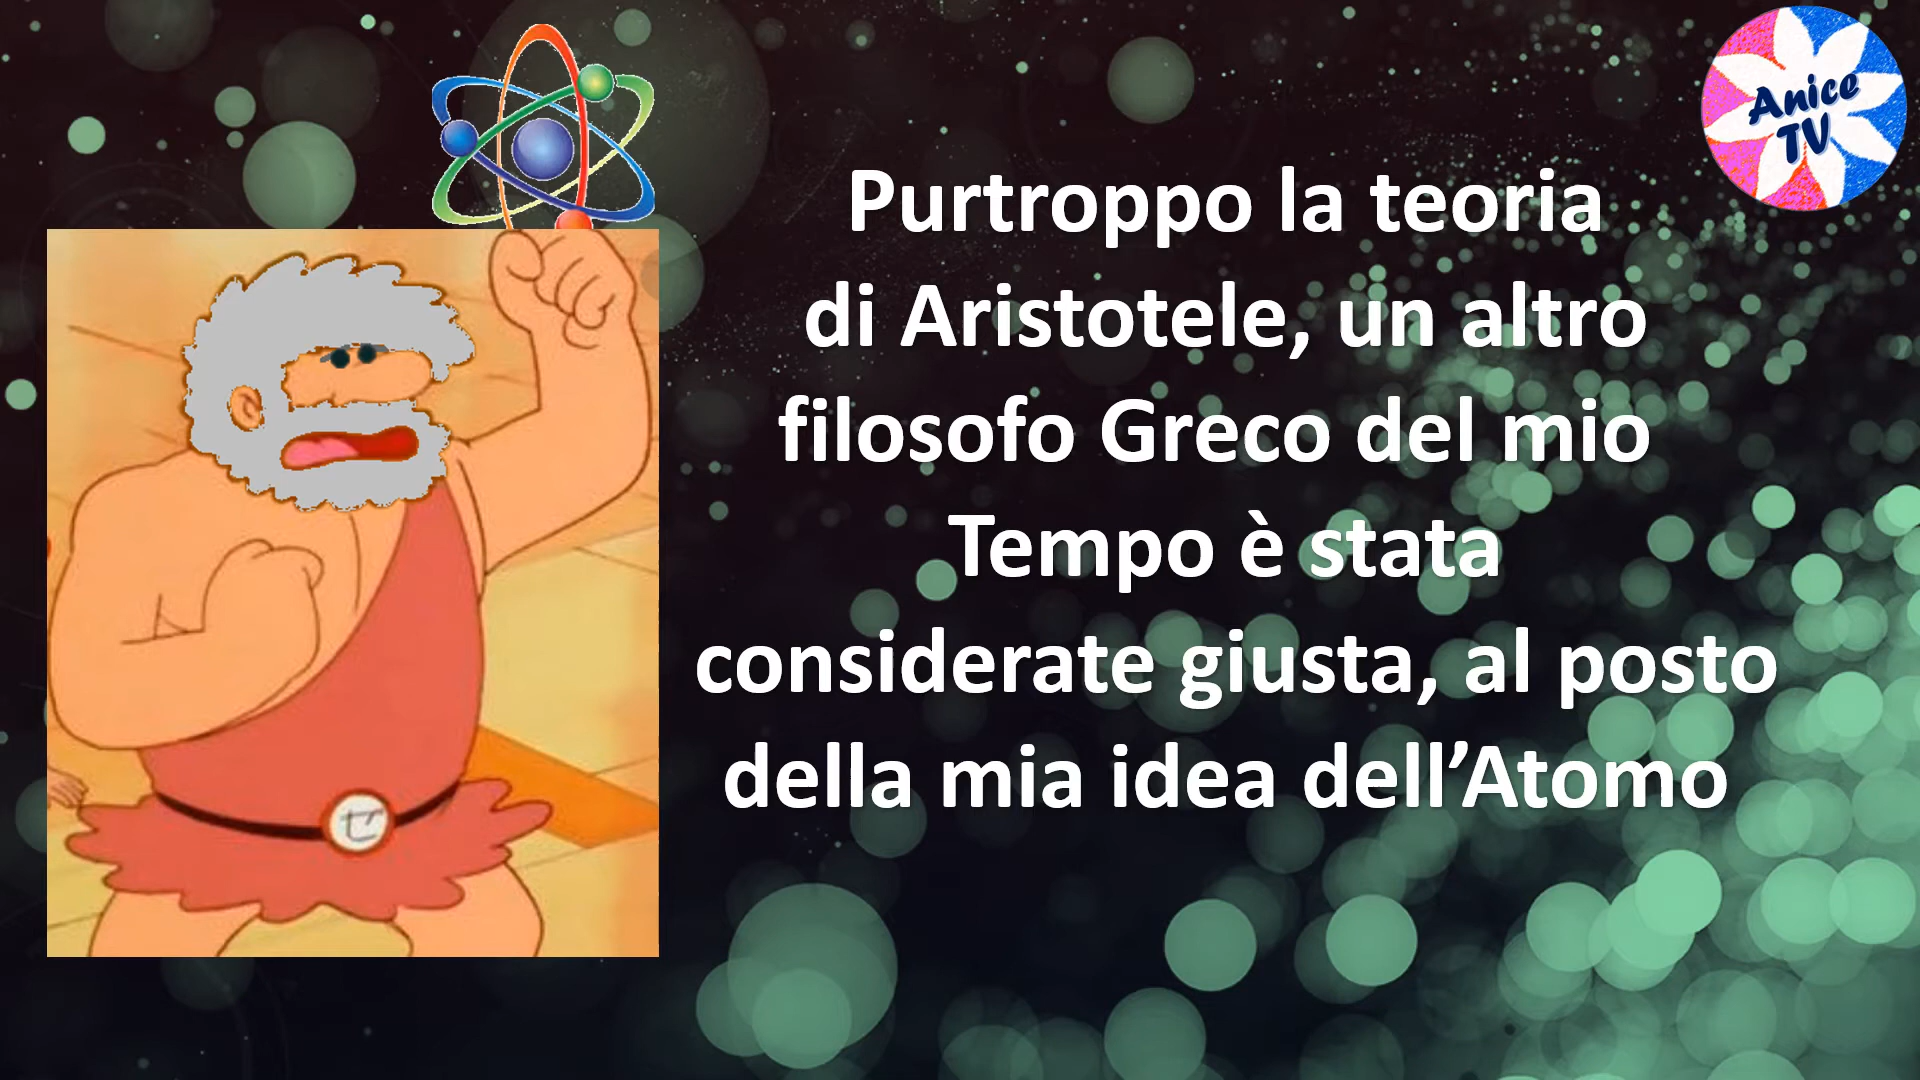 Anice
TV
Purtroppo la teoria
di Aristotele, un altro
filosofo Greco del mio
Tempo è stata
considerate giusta, al posto
della mia idea dell’Atomo
セ